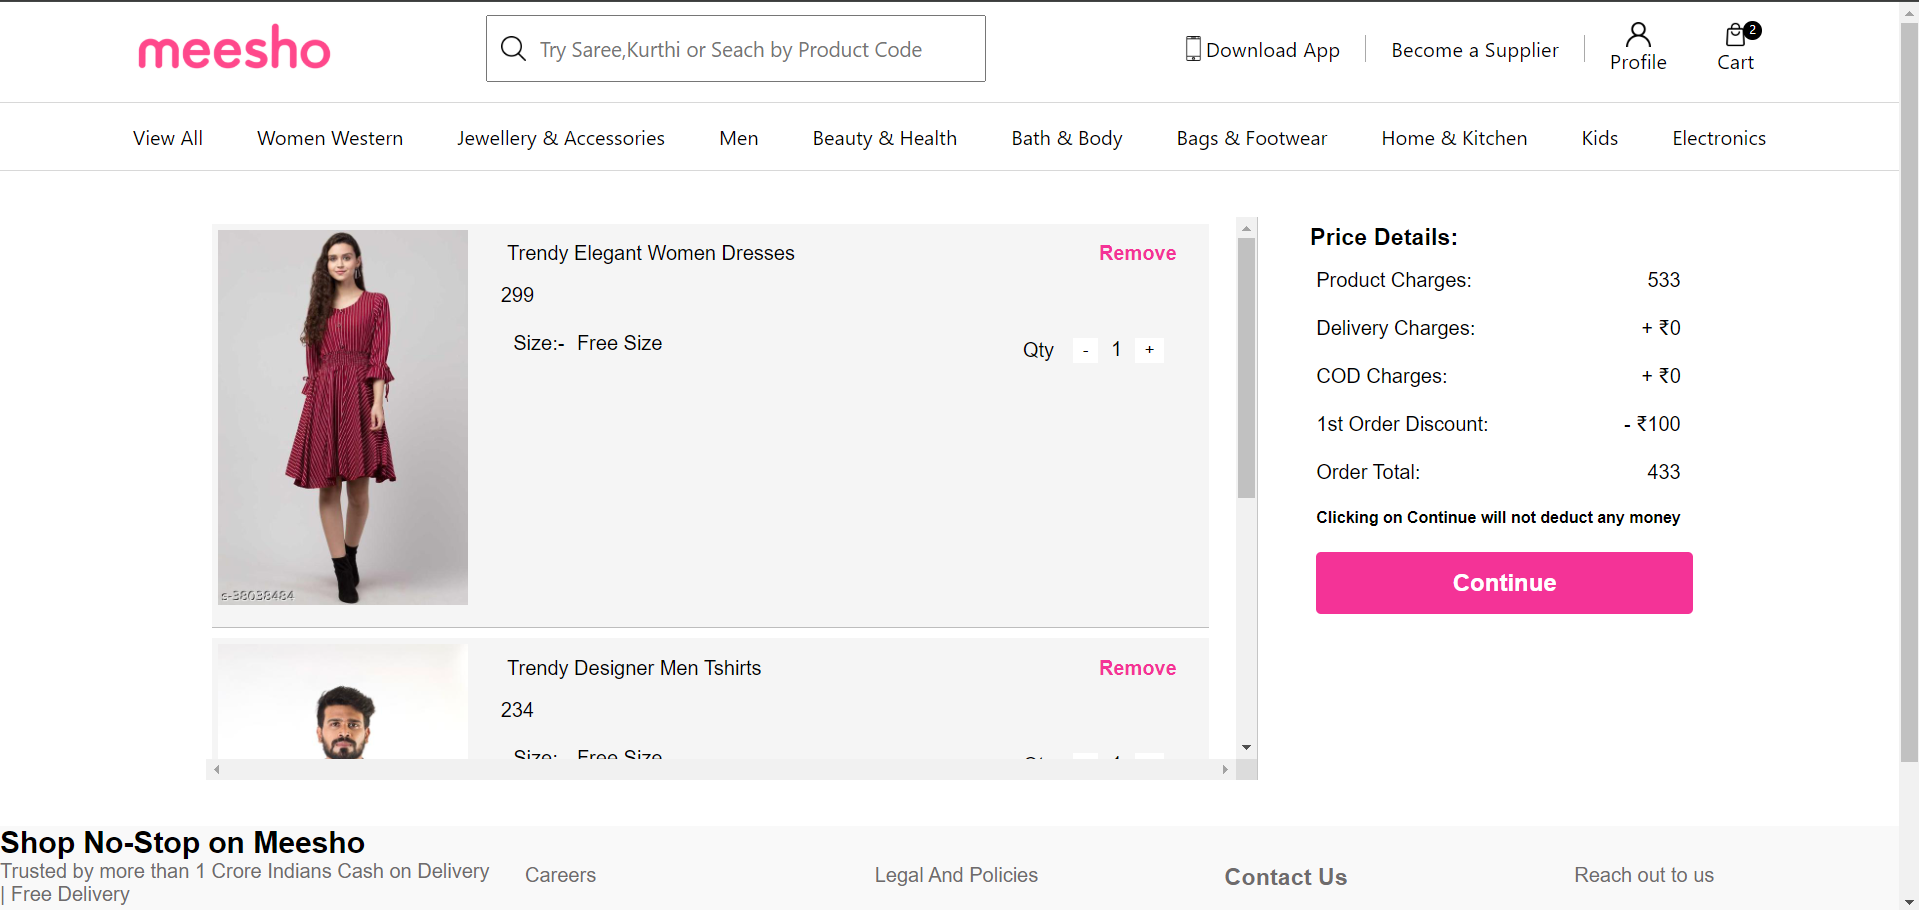 meesho
Try Saree,Kurthi or Seach by Product Code
Download App
Become a Supplier
Profile
2
Cart
View All
Women Western
Jewellery & Accessories
Men
Beauty & Health
Bath & Body
Bags & Footwear
Home & Kitchen
Kids
Electronics
Trendy Elegant Women Dresses
Remove
299
Size:- Free Size
Qty - 1 +
s-38038484
Trendy Designer Men Tshirts
Remove
234
Size:- Free Size
Price Details:
Product Charges: 533
Delivery Charges: + ₹0
COD Charges: + ₹0
1st Order Discount: - ₹100
Order Total: 433
Clicking on Continue will not deduct any money
Continue
Shop No-Stop on Meesho
Trusted by more than 1 Crore Indians Cash on Delivery
| Free Delivery
Careers
Legal And Policies
Contact Us
Reach out to us